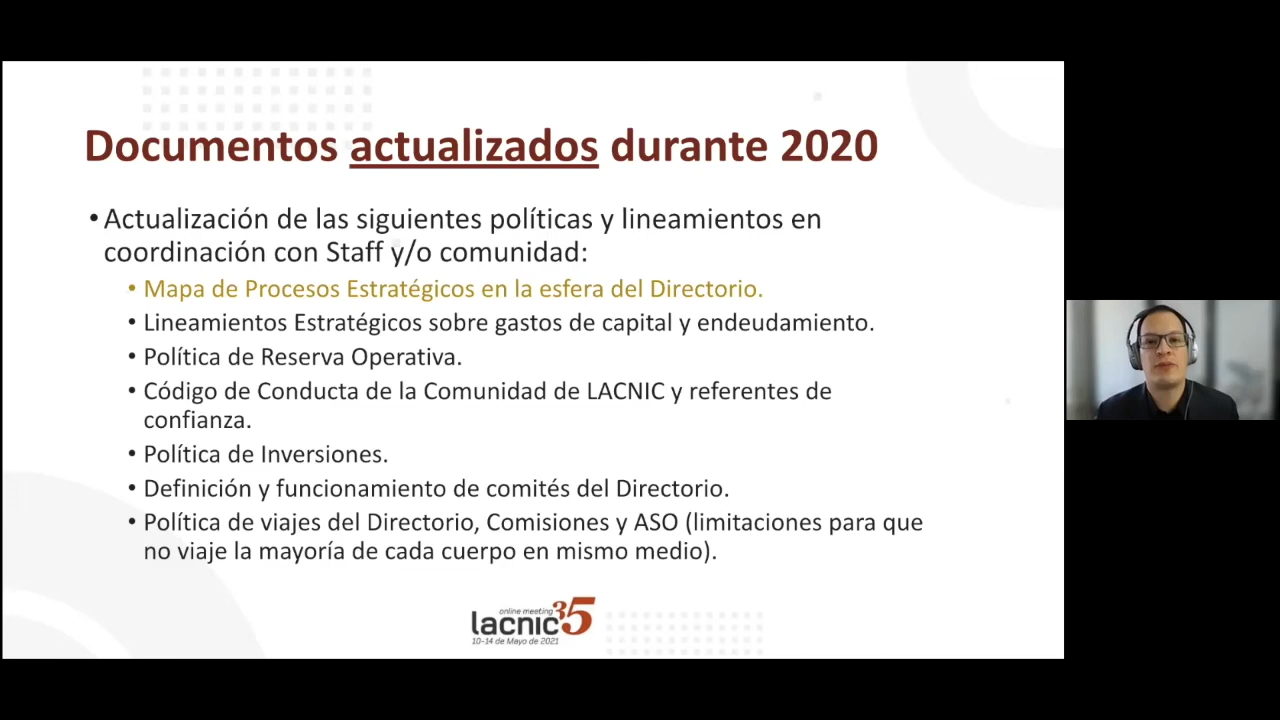 Documentos actualizados durante 2020
• Actualización de las siguientes políticas y lineamientos en
coordinación con Staff y/o comunidad:
• Mapa de Procesos Estratégicos en la esfera del Directorio.
• Lineamientos Estratégicos sobre gastos de capital y endeudamiento.
• Política de Reserva Operativa.
• Código de Conducta de la Comunidad de LACNIC y referentes de
confianza.
• Política de Inversiones.
• Definición y funcionamiento de comités del Directorio.
• Política de viajes del Directorio, Comisiones y ASO (limitaciones para que
no viaje la mayoría de cada cuerpo en mismo medio).
online meeting
lacnic 35
10-14 de Mayo de 2021